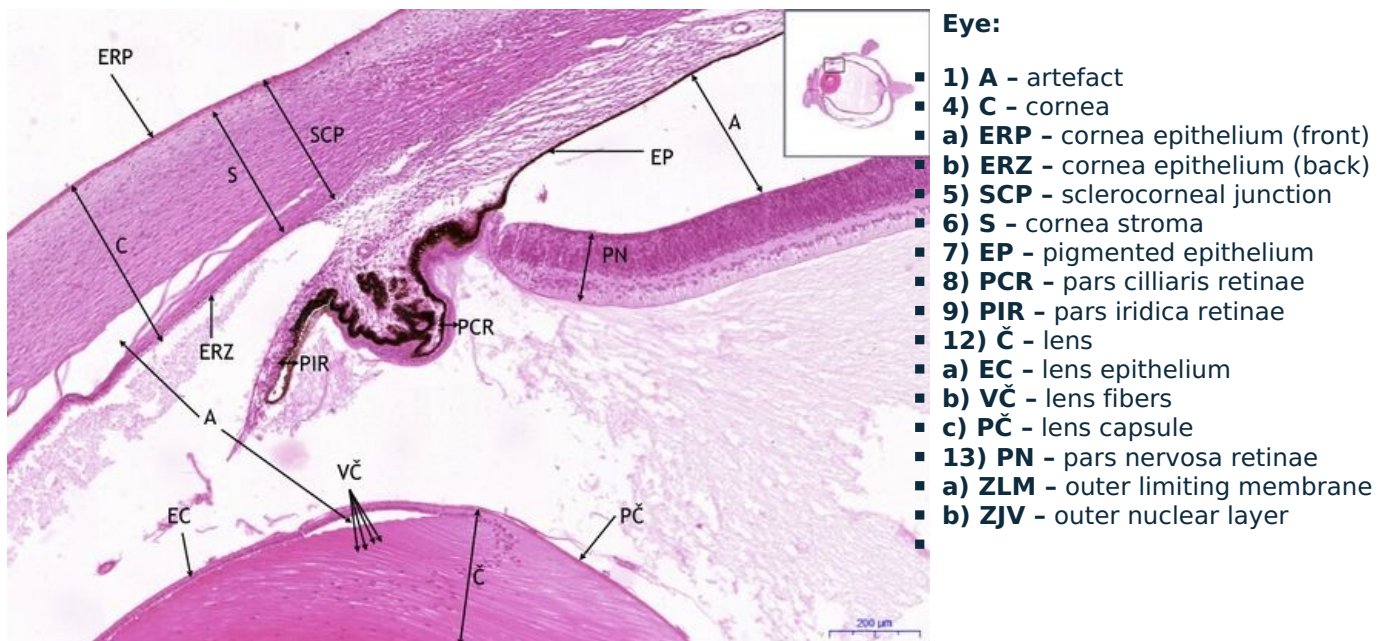 ERP
SCP
S
C
A
EP
PN
ERZ
PIR
PCR
A
VČ
EC
PČ
Č
200 µm
Eye:
1) A – artefact
4) C – cornea
a) ERP – cornea epithelium (front)
b) ERZ – cornea epithelium (back)
5) SCP – sclerocorneal junction
6) S – cornea stroma
7) EP – pigmented epithelium
8) PCR – pars cilliaris retinae
9) PIR – pars iridica retinae
12) Č – lens
a) EC – lens epithelium
b) VČ – lens fibers
c) PČ – lens capsule
13) PN – pars nervosa retinae
a) ZLM – outer limiting membrane
b) ZJV – outer nuclear layer